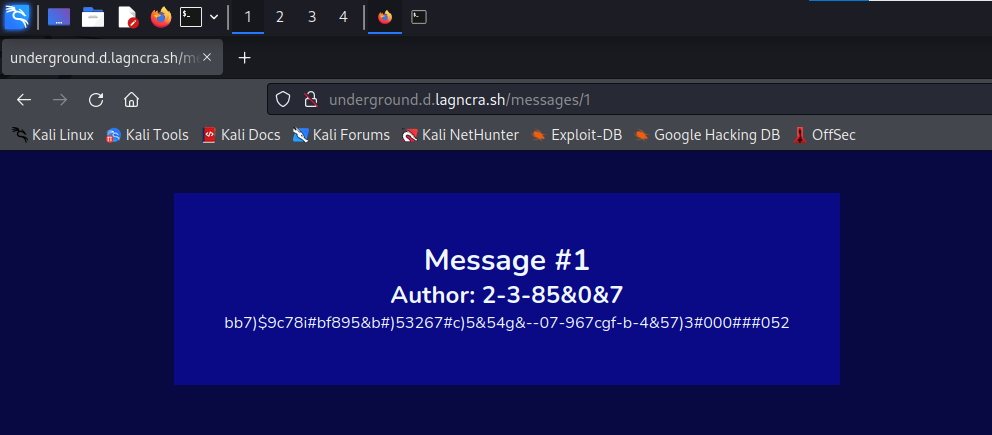 1 2 3 4
underground.d.lagncra.sh/me
underground.d.lagncra.sh/messages/1
Kali Linux Kali Tools Kali Docs Kali Forums Kali NetHunter Exploit-DB Google Hacking DB OffSec
Message #1
Author: 2-3-85&0&7
bb7)$9c78i#bf895&b#)53267#c)5&54g&--07-967cgf-b-4&57)3#000###052